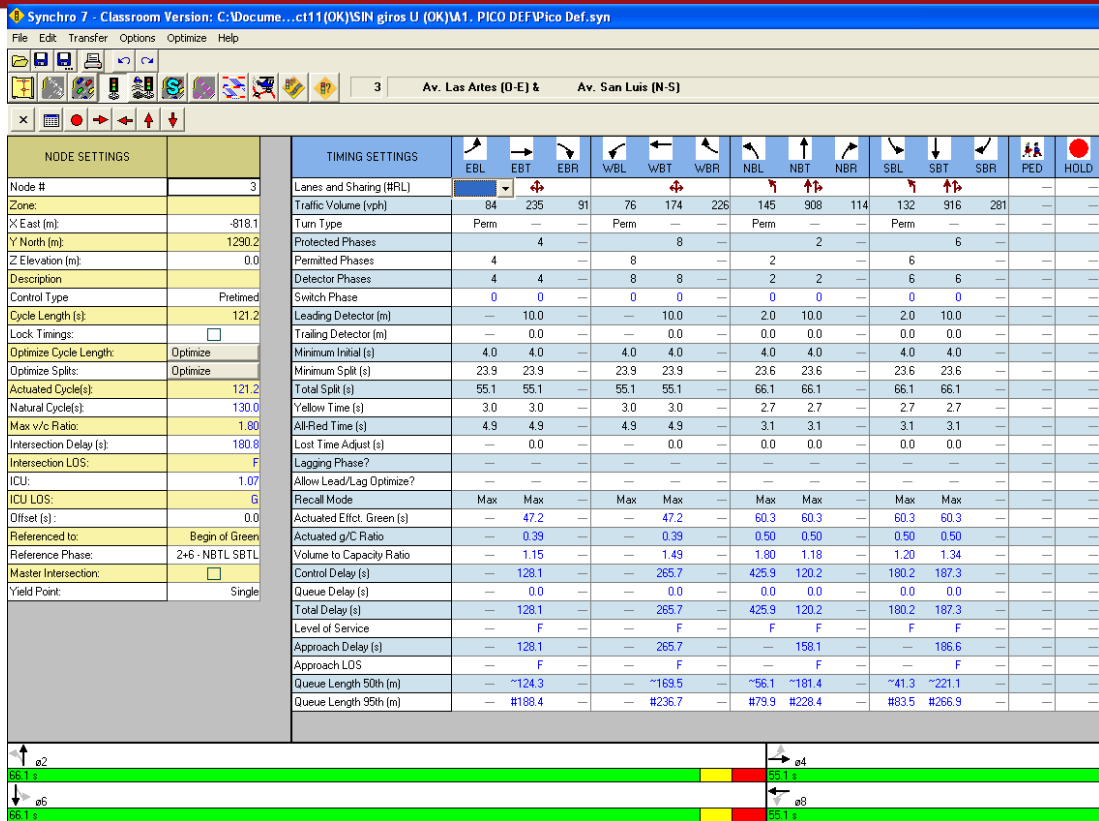 Synchro 7 - Classroom Version: C:\Docume...ct11(OK)\SIN giros U (OK)\A1. PICO DEF\Pico Def.syn
File Edit Transfer Options Optimize Help
3 Av. Las Artes (O-E) & Av. San Luis (N-S)
NODE SETTINGS
Node # 3
Zone:
X East (m): -818.1
Y North (m): 1290.2
Z Elevation (m): 0.0
Description
Control Type Pretimed
Cycle Length (s): 121.2
Lock Timings:
Optimize Cycle Length: Optimize
Optimize Splits: Optimize
Actuated Cycle(s): 121.2
Natural Cycle(s): 130.0
Max v/c Ratio: 1.80
Intersection Delay (s): 180.8
Intersection LOS: F
ICU: 1.07
ICU LOS: G
Offset (s) : 0.0
Referenced to: Begin of Green
Reference Phase: 2+6 - NBTL SBTL
Master Intersection:
Yield Point: Single
TIMING SETTINGS EBL EBT EBR WBL WBT WBR NBL NBT NBR SBL SBT SBR PED HOLD
Lanes and Sharing (#RL) — —
Traffic Volume (vph) 84 235 91 76 174 226 145 908 114 132 916 281 — —
Turn Type Perm — — Perm — — Perm — — Perm — — — —
Protected Phases 4 — 8 — 2 — 6 — — —
Permitted Phases 4 — 8 — 2 — 6 — — —
Detector Phases 4 4 — 8 8 — 2 2 — 6 6 — — —
Switch Phase 0 0 — 0 0 — 0 0 — 0 0 — — —
Leading Detector (m) — 10.0 — — 10.0 — 2.0 10.0 — 2.0 10.0 — — —
Trailing Detector (m) — 0.0 — — 0.0 — 0.0 0.0 — 0.0 0.0 — — —
Minimum Initial (s) 4.0 4.0 — 4.0 4.0 — 4.0 4.0 — 4.0 4.0 — — —
Minimum Split (s) 23.9 23.9 — 23.9 23.9 — 23.6 23.6 — 23.6 23.6 — — —
Total Split (s) 55.1 55.1 — 55.1 55.1 — 66.1 66.1 — 66.1 66.1 — — —
Yellow Time (s) 3.0 3.0 — 3.0 3.0 — 2.7 2.7 — 2.7 2.7 — — —
All-Red Time (s) 4.9 4.9 — 4.9 4.9 — 3.1 3.1 — 3.1 3.1 — — —
Lost Time Adjust (s) — 0.0 — — 0.0 — 0.0 0.0 — 0.0 0.0 — — —
Lagging Phase? — — — — — — — — — — — — — —
Allow Lead/Lag Optimize? — — — — — — — — — — — — — —
Recall Mode Max Max — Max Max — Max Max — Max Max — — —
Actuated Effct. Green (s) — 47.2 — — 47.2 — 60.3 60.3 — 60.3 60.3 — — —
Actuated g/C Ratio — 0.39 — — 0.39 — 0.50 0.50 — 0.50 0.50 — — —
Volume to Capacity Ratio — 1.15 — — 1.49 — 1.80 1.18 — 1.20 1.34 — — —
Control Delay (s) — 128.1 — — 265.7 — 425.9 120.2 — 180.2 187.3 — — —
Queue Delay (s) — 0.0 — — 0.0 — 0.0 0.0 — 0.0 0.0 — — —
Total Delay (s) — 128.1 — — 265.7 — 425.9 120.2 — 180.2 187.3 — — —
Level of Service — F — — F — F F — F F — — —
Approach Delay (s) — 128.1 — — 265.7 — — 158.1 — — 186.6 — — —
Approach LOS — F — — F — — F — — F — — —
Queue Length 50th (m) — ~124.3 — — ~169.5 — ~56.1 ~181.4 — ~41.3 ~221.1 — — —
Queue Length 95th (m) — #188.4 — — #236.7 — #79.9 #228.4 — #83.5 #266.9 — — —
ø2 ø4
66.1 s 55.1 s
ø6 ø8
66.1 s 55.1 s